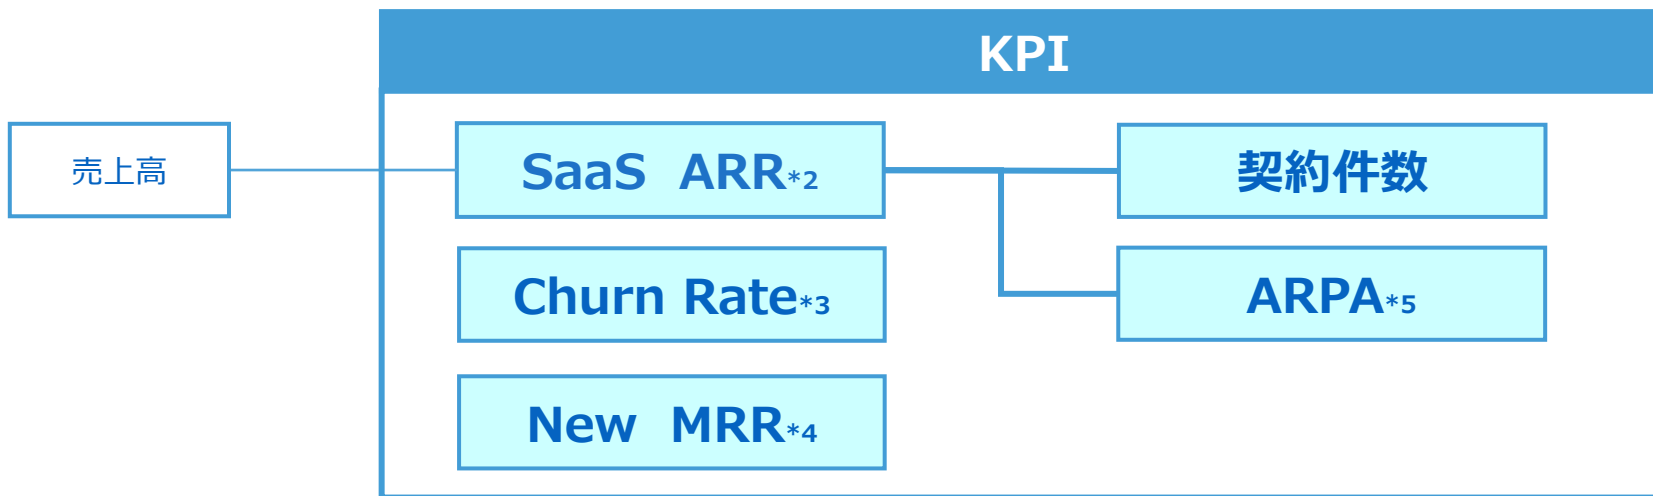 KPI
売上高
SaaS ARR*2
契約件数
Churn Rate*3
ARPA*5
New MRR*4